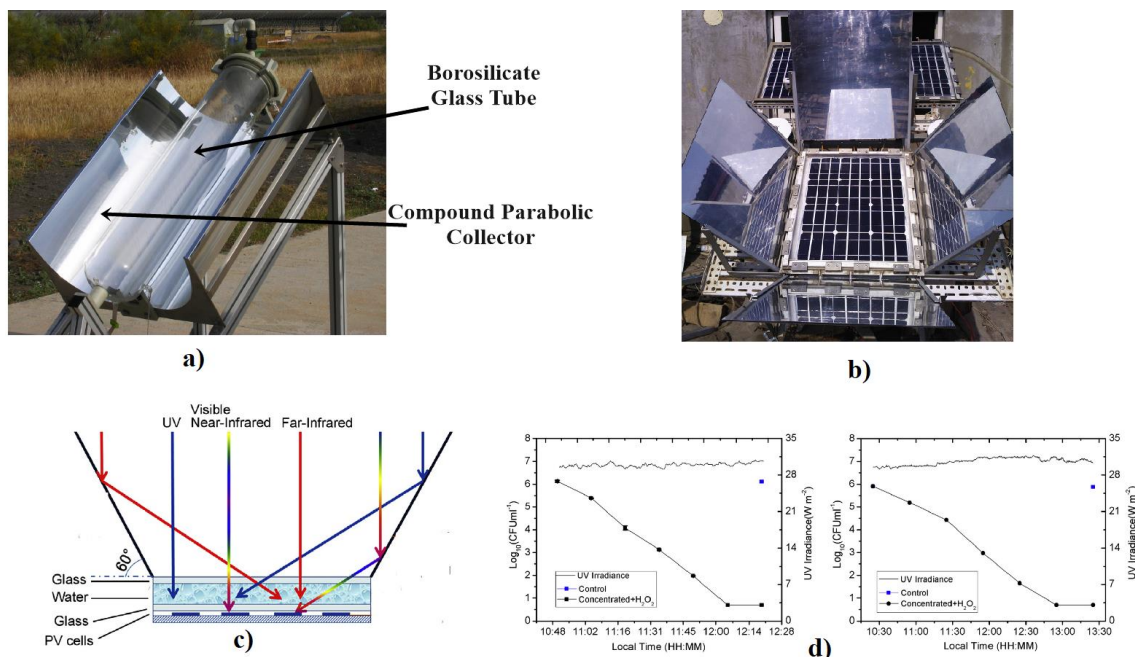 Borosilicate
Glass Tube
Compound Parabolic
Collector
a)
b)
UV
Visible
Near-Infrared
Far-Infrared
60°
Glass
Water
Glass
PV cells
c)
8
7
6
5
4
3
2
1
0
Log₁₀(CFUml⁻¹)
35
28
21
14
7
0
UV Irradiance(W m⁻²)
UV Irradiance
Control
Concentrated+H₂O₂
10:48 11:02 11:16 11:31 11:45 12:00 12:14 12:28
Local Time (HH:MM)
8
7
6
5
4
3
2
1
0
Log₁₀(CFUml⁻¹)
35
28
21
14
7
0
UV Irradiance(W m⁻²)
UV Irradiance
Control
Concentrated+H₂O₂
10:30 11:00 11:30 12:00 12:30 13:00 13:30
Local Time (HH:MM)
d)